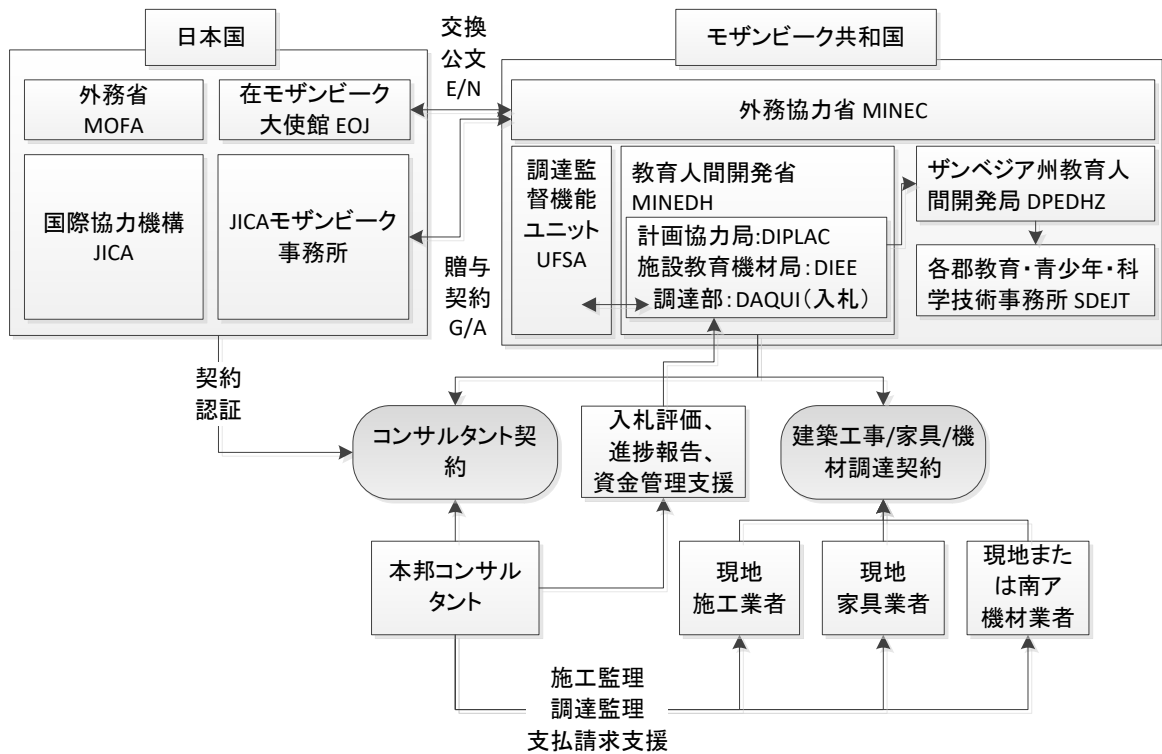 日本国
交換
公文
E/N
モザンビーク共和国
外務省
MOFA
在モザンビーク
大使館 EOJ
外務協力省 MINEC
国際協力機構
JICA
JICAモザンビーク
事務所
贈与
契約
G/A
調達監
督機能
ユニット
UFSA
教育人間開発省
MINEDH
計画協力局:DIPLAC
施設教育機材局:DIEE
調達部:DAQUI(入札)
ザンベジア州教育人
間開発局 DPEDHZ
各郡教育・青少年・科
学技術事務所 SDEJT
契約
認証
コンサルタント契
約
入札評価、
進捗報告、
資金管理支援
建築工事/家具/機
材調達契約
本邦コンサル
タント
現地
施工業者
現地
家具業者
現地また
は南ア
機材業者
施工監理
調達監理
支払請求支援